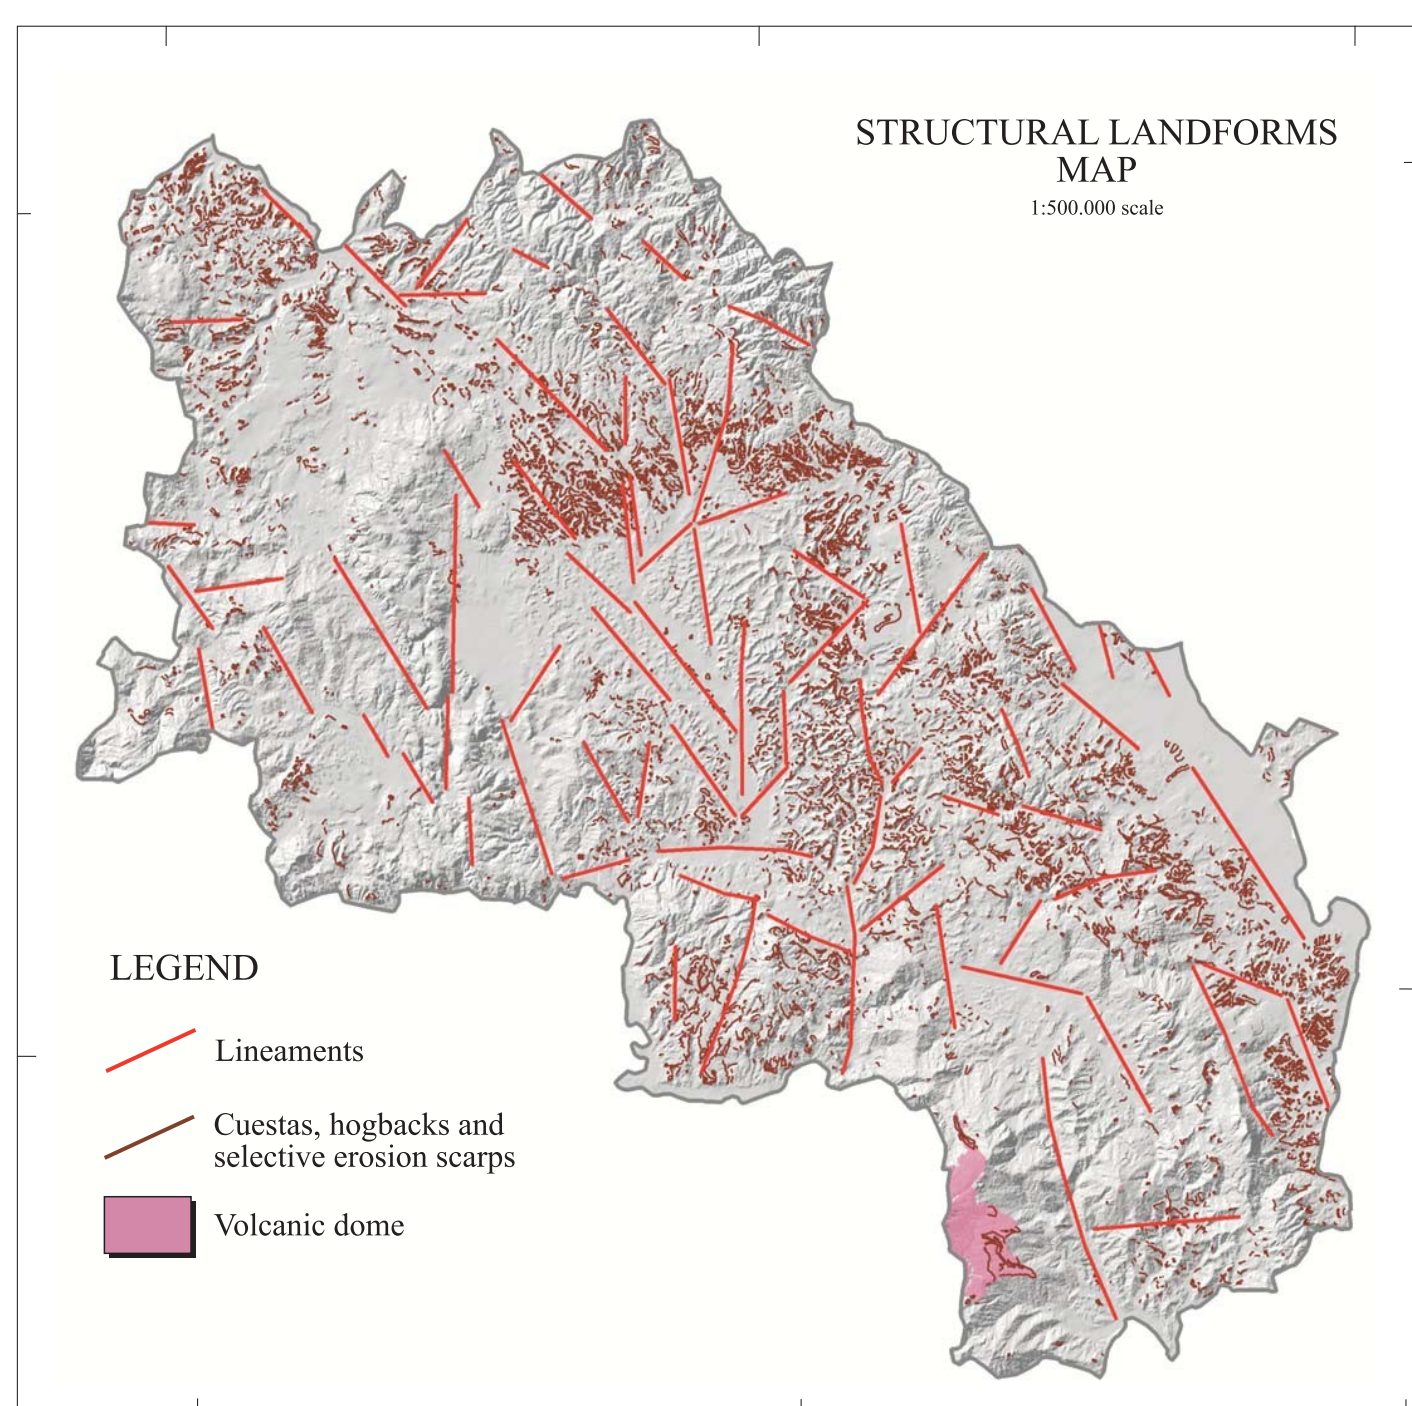 STRUCTURAL LANDFORMS
MAP
1:500.000 scale
LEGEND
Lineaments
Cuestas, hogbacks and
selective erosion scarps
Volcanic dome